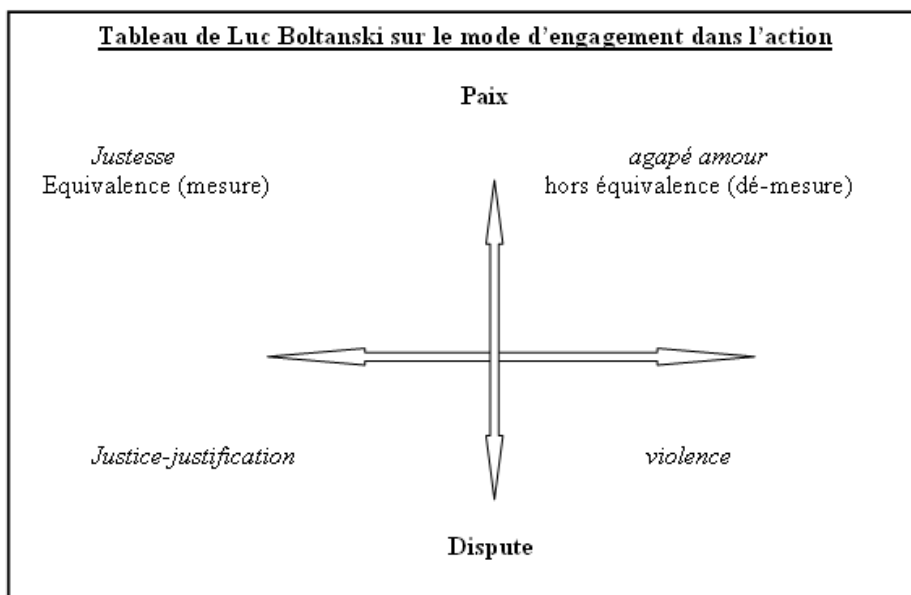 Tableau de Luc Boltanski sur le mode d'engagement dans l'action
Paix
Justesse
Equivalence (mesure)
agapé amour
hors équivalence (dé-mesure)
Justice-justification
violence
Dispute